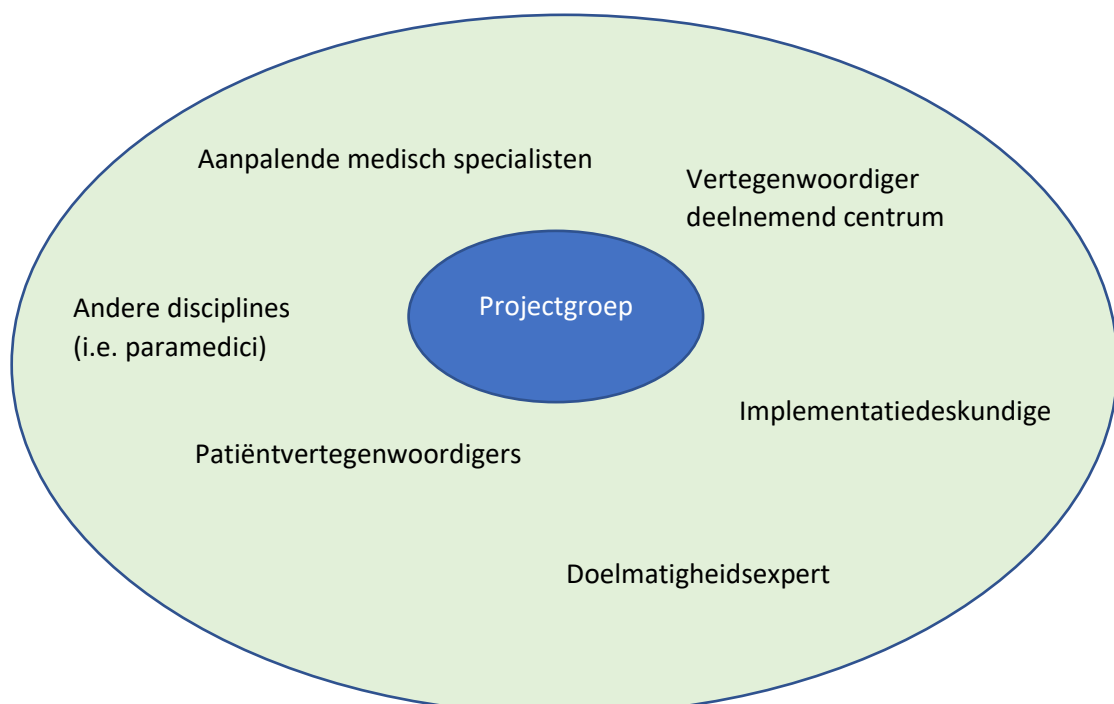 Aanpalende medisch specialisten
Vertegenwoordiger
deelnemend centrum
Andere disciplines
(i.e. paramedici)
Projectgroep
Implementatiedeskundige
Patiëntvertegenwoordigers
Doelmatigheidsexpert